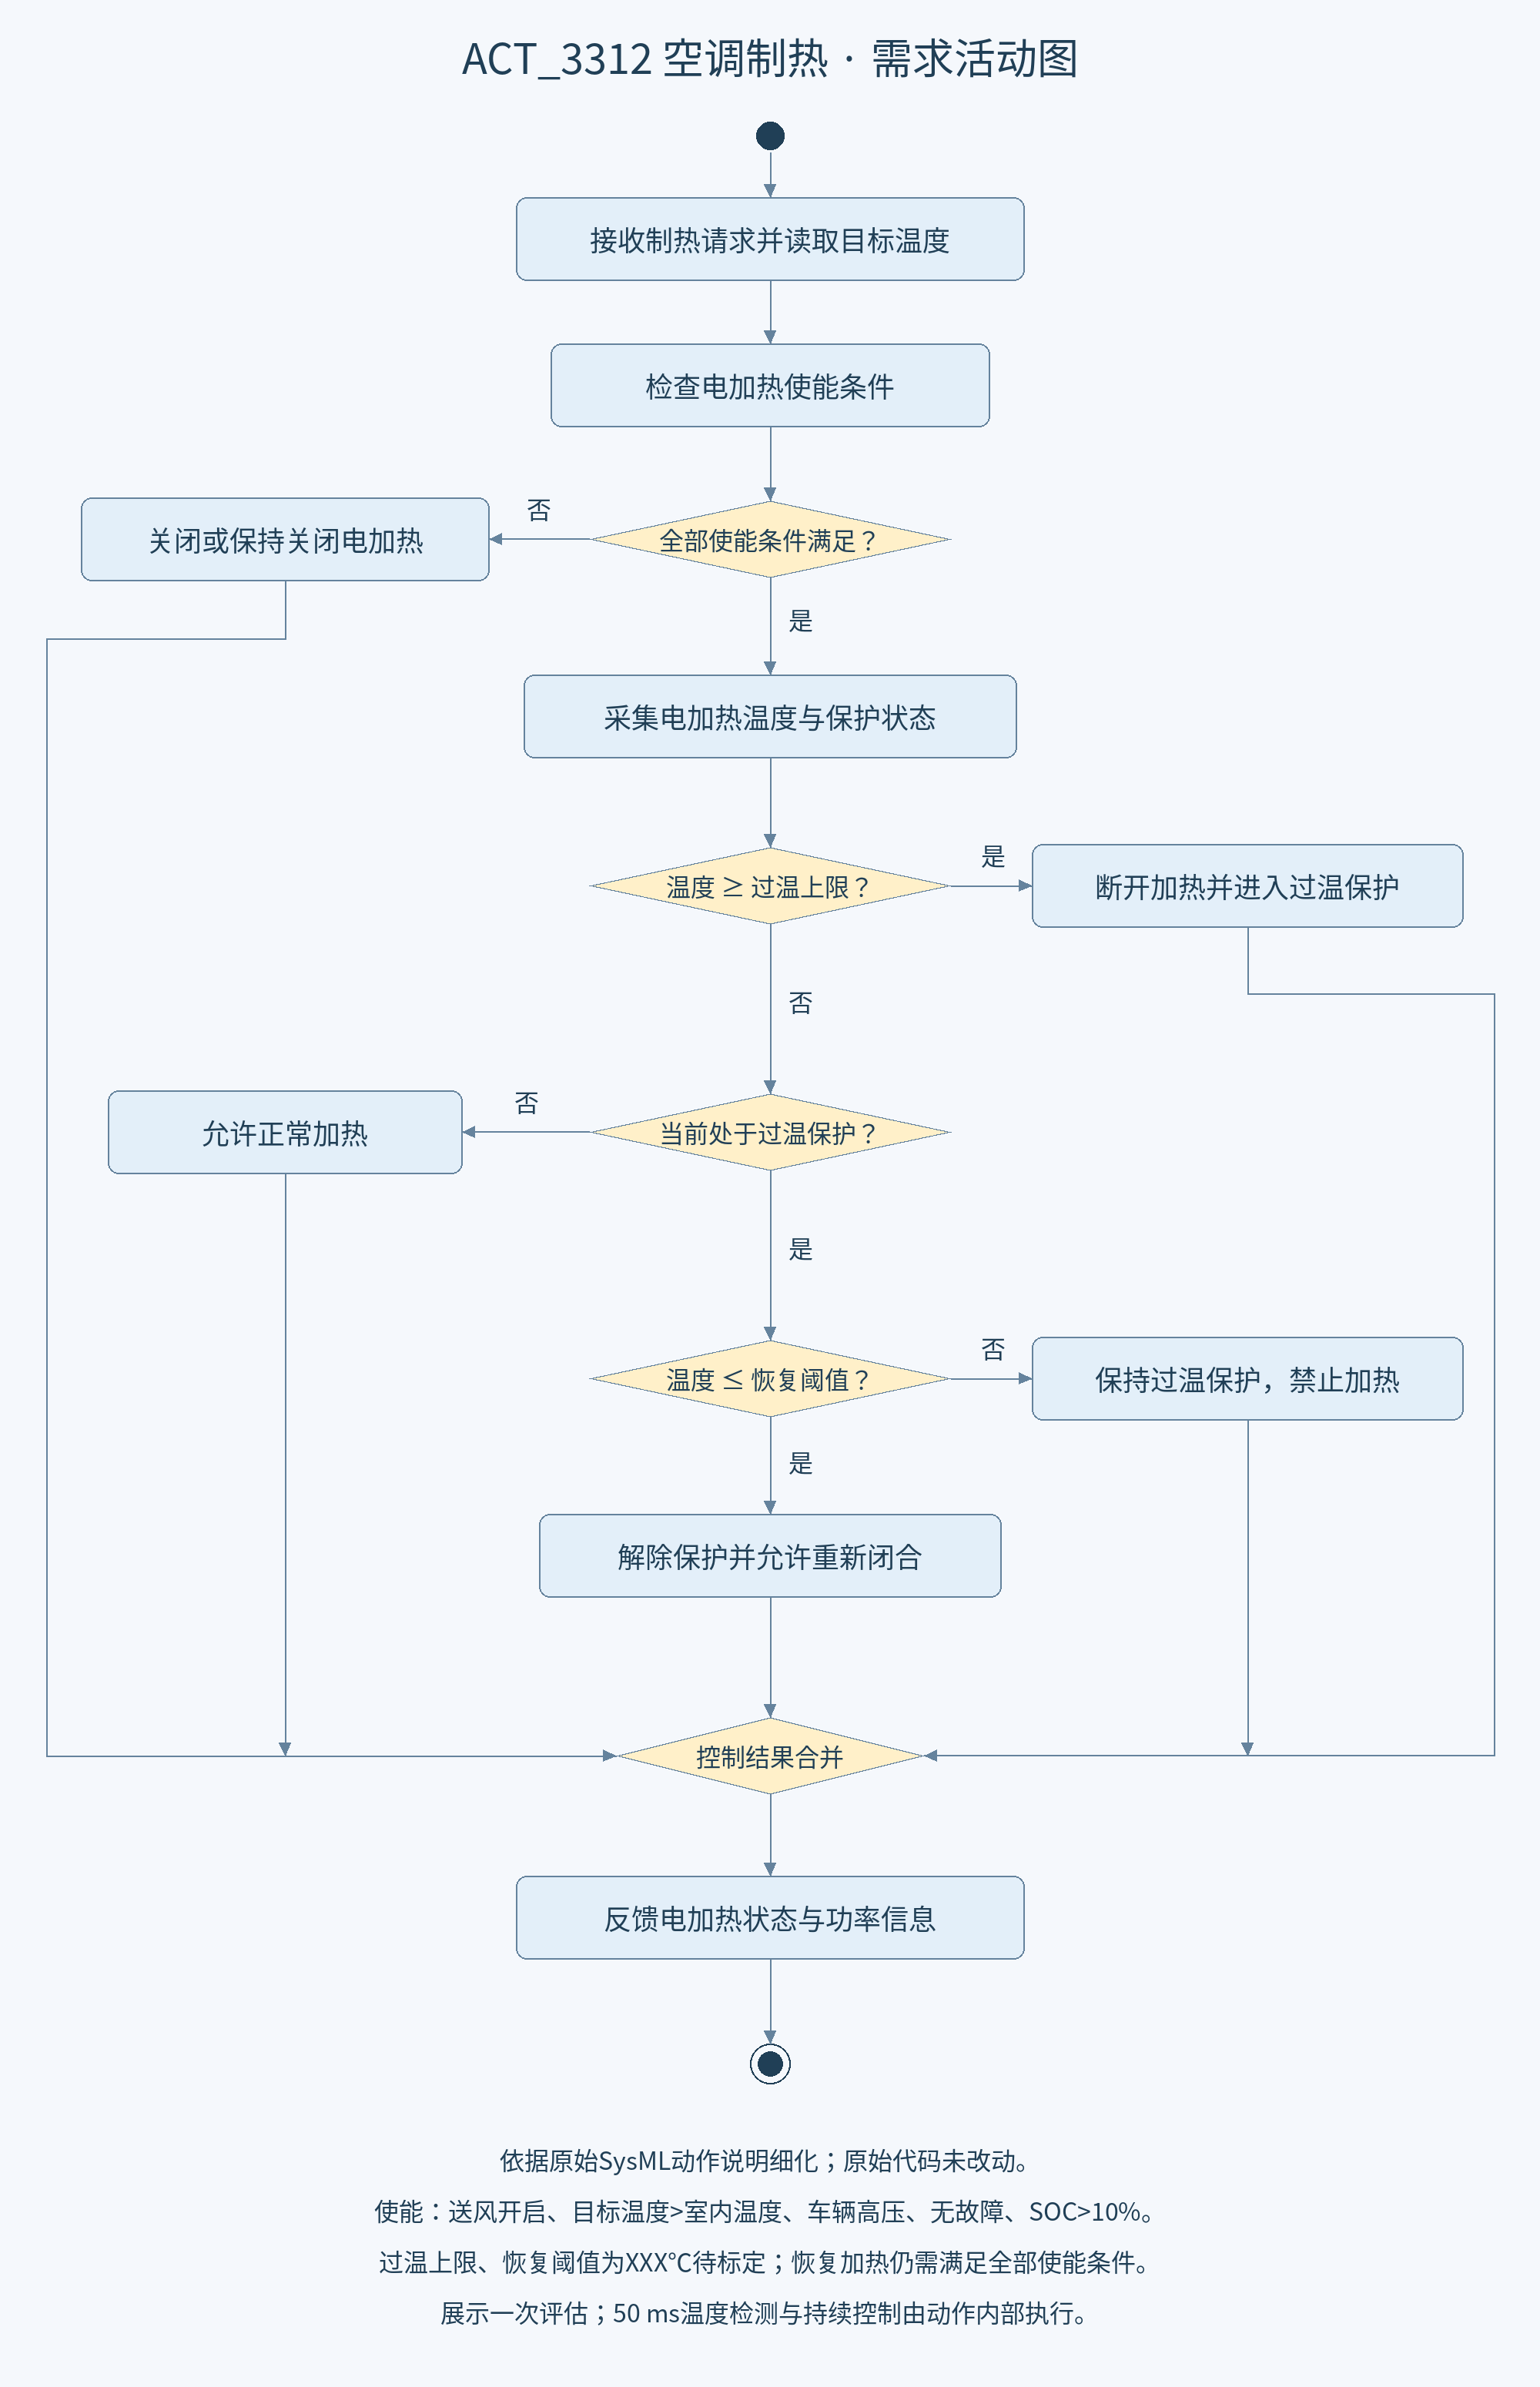 ACT_3312 空调制热 · 需求活动图
接收制热请求并读取目标温度
检查电加热使能条件
否
关闭或保持关闭电加热
全部使能条件满足？
是
采集电加热温度与保护状态
是
温度 ≥ 过温上限？
断开加热并进入过温保护
否
否
允许正常加热
当前处于过温保护？
是
否
温度 ≤ 恢复阈值？
保持过温保护，禁止加热
是
解除保护并允许重新闭合
控制结果合并
反馈电加热状态与功率信息
依据原始SysML动作说明细化；原始代码未改动。
使能：送风开启、目标温度>室内温度、车辆高压、无故障、SOC>10%。
过温上限、恢复阈值为XXX℃待标定；恢复加热仍需满足全部使能条件。
展示一次评估；50 ms温度检测与持续控制由动作内部执行。